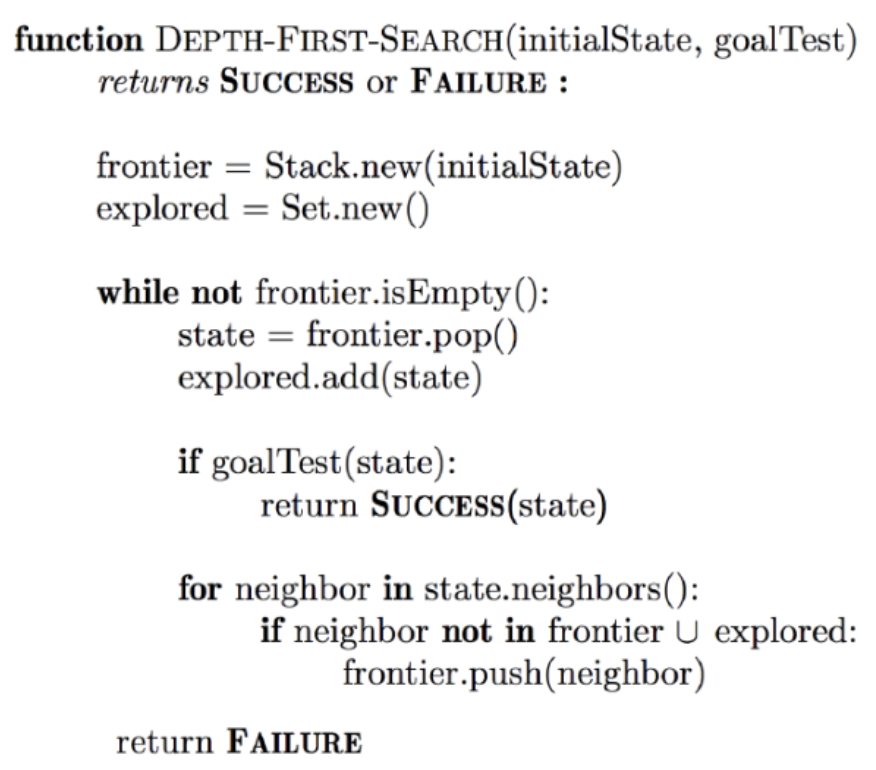 function DEPTH-FIRST-SEARCH(initialState, goalTest)
returns SUCCESS or FAILURE :
frontier = Stack.new(initialState)
explored = Set.new()
while not frontier.isEmpty():
state = frontier.pop()
explored.add(state)
if goalTest(state):
return SUCCESS(state)
for neighbor in state.neighbors():
if neighbor not in frontier ∪ explored:
frontier.push(neighbor)
return FAILURE